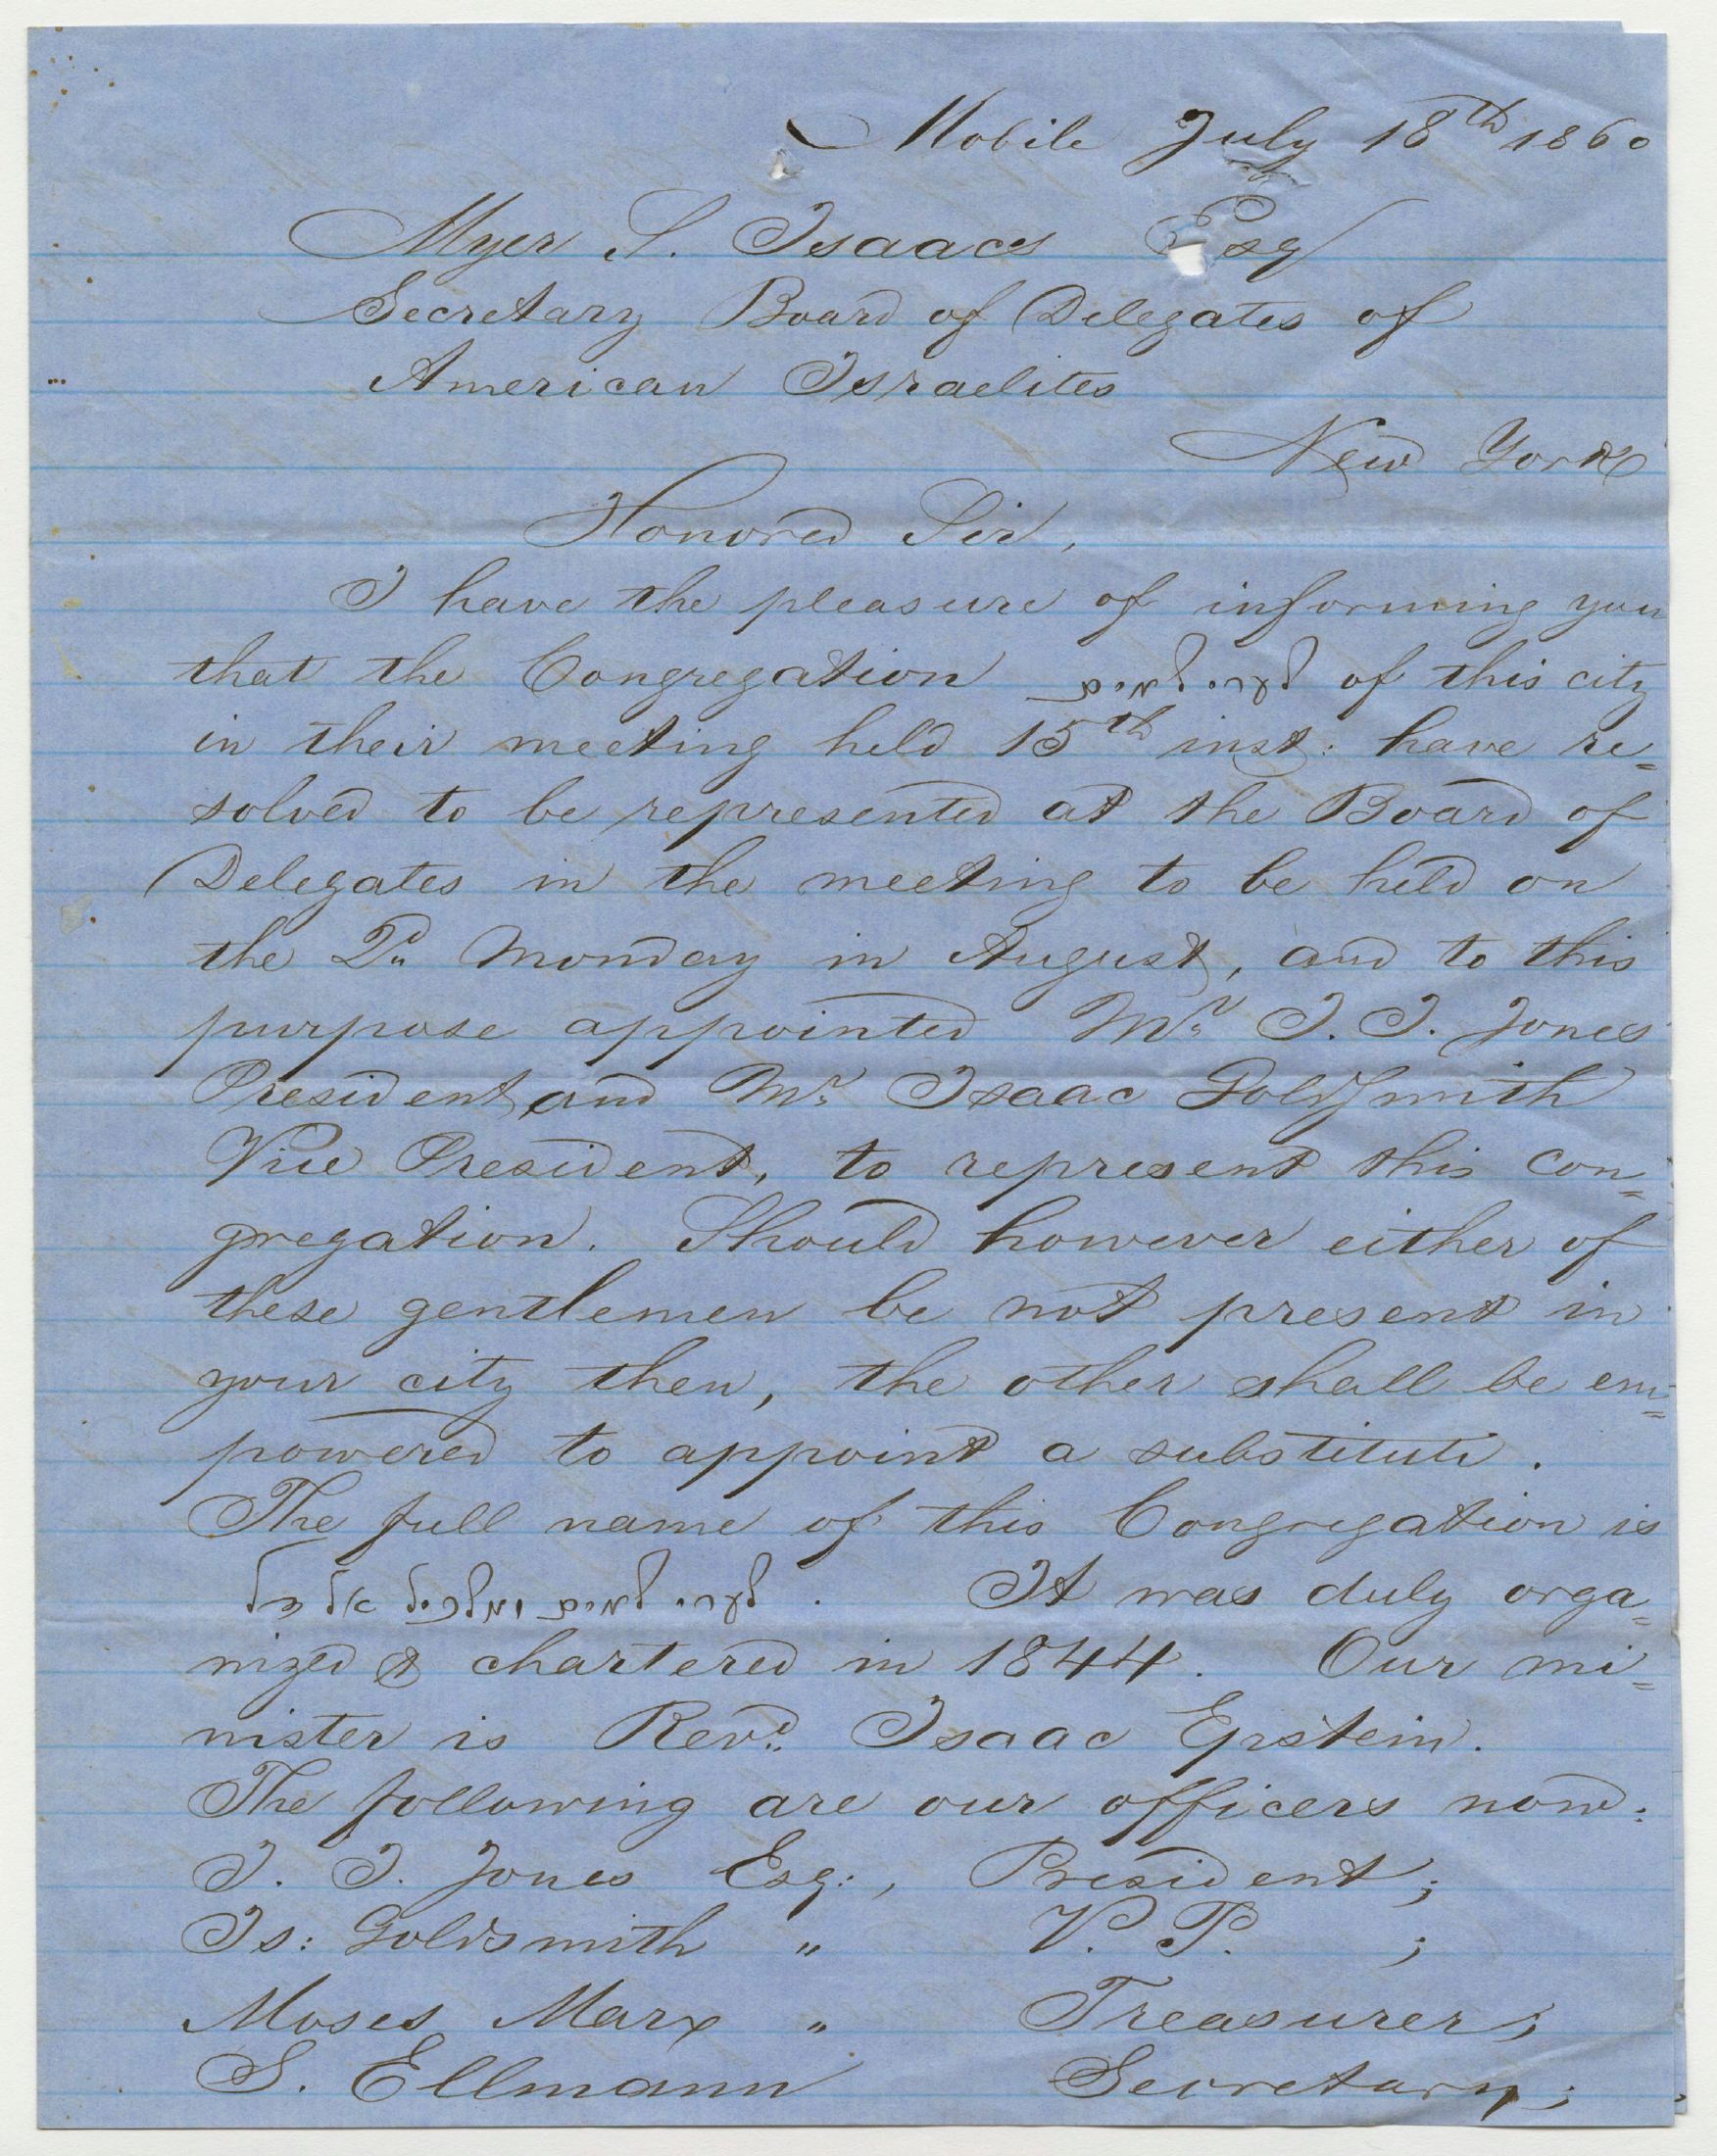 Mobile July 18th 1860
Myer S. Isaacs Esq
Secretary Board of Delegates of
American Israelites
New York
Honored Sir,
I have the pleasure of informing you
that the Congregation שערי שמים of this city
in their meeting held 15th inst: have re=
solved to be represented at the Board of
Delegates in the meeting to be held on
the 2d Monday in August, and to this
purpose appointed Mr. I. I. Jones
President, and Mr. Isaac Goldsmith
Vice President, to represent this con=
gregation. Should however either of
these gentlemen be not present in
your city then, the other shall be em=
powered to appoint a substitute.
The full name of this Congregation is
שערי שמים ומשכיל אל דל. It was duly orga=
nized & chartered in 1844. Our mi=
nister is Revd. Isaac Epstein.
The following are our officers now:
I. I. Jones Esq:, President;
Is: Goldsmith " V. P. ;
Moses Marx " Treasurer;
S. Ellmann Secretary;